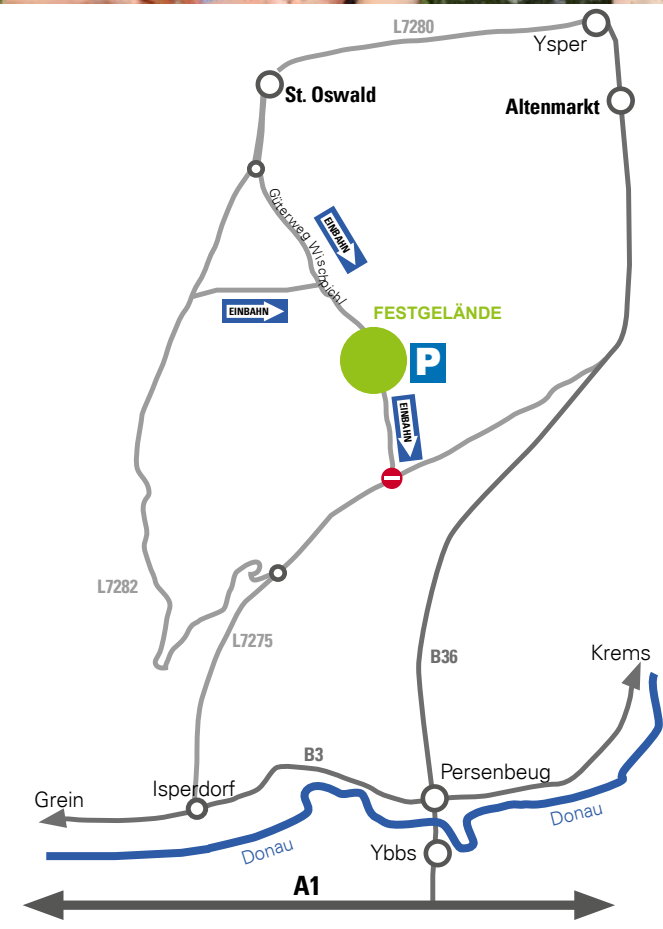 L7280
Ysper
St. Oswald
Altenmarkt
Güterweg Wischpichl
EINBAHN
EINBAHN
FESTGELÄNDE
P
EINBAHN
L7282
L7275
B36
Krems
B3
Persenbeug
Isperdorf
Grein
Donau
Donau
Ybbs
A1